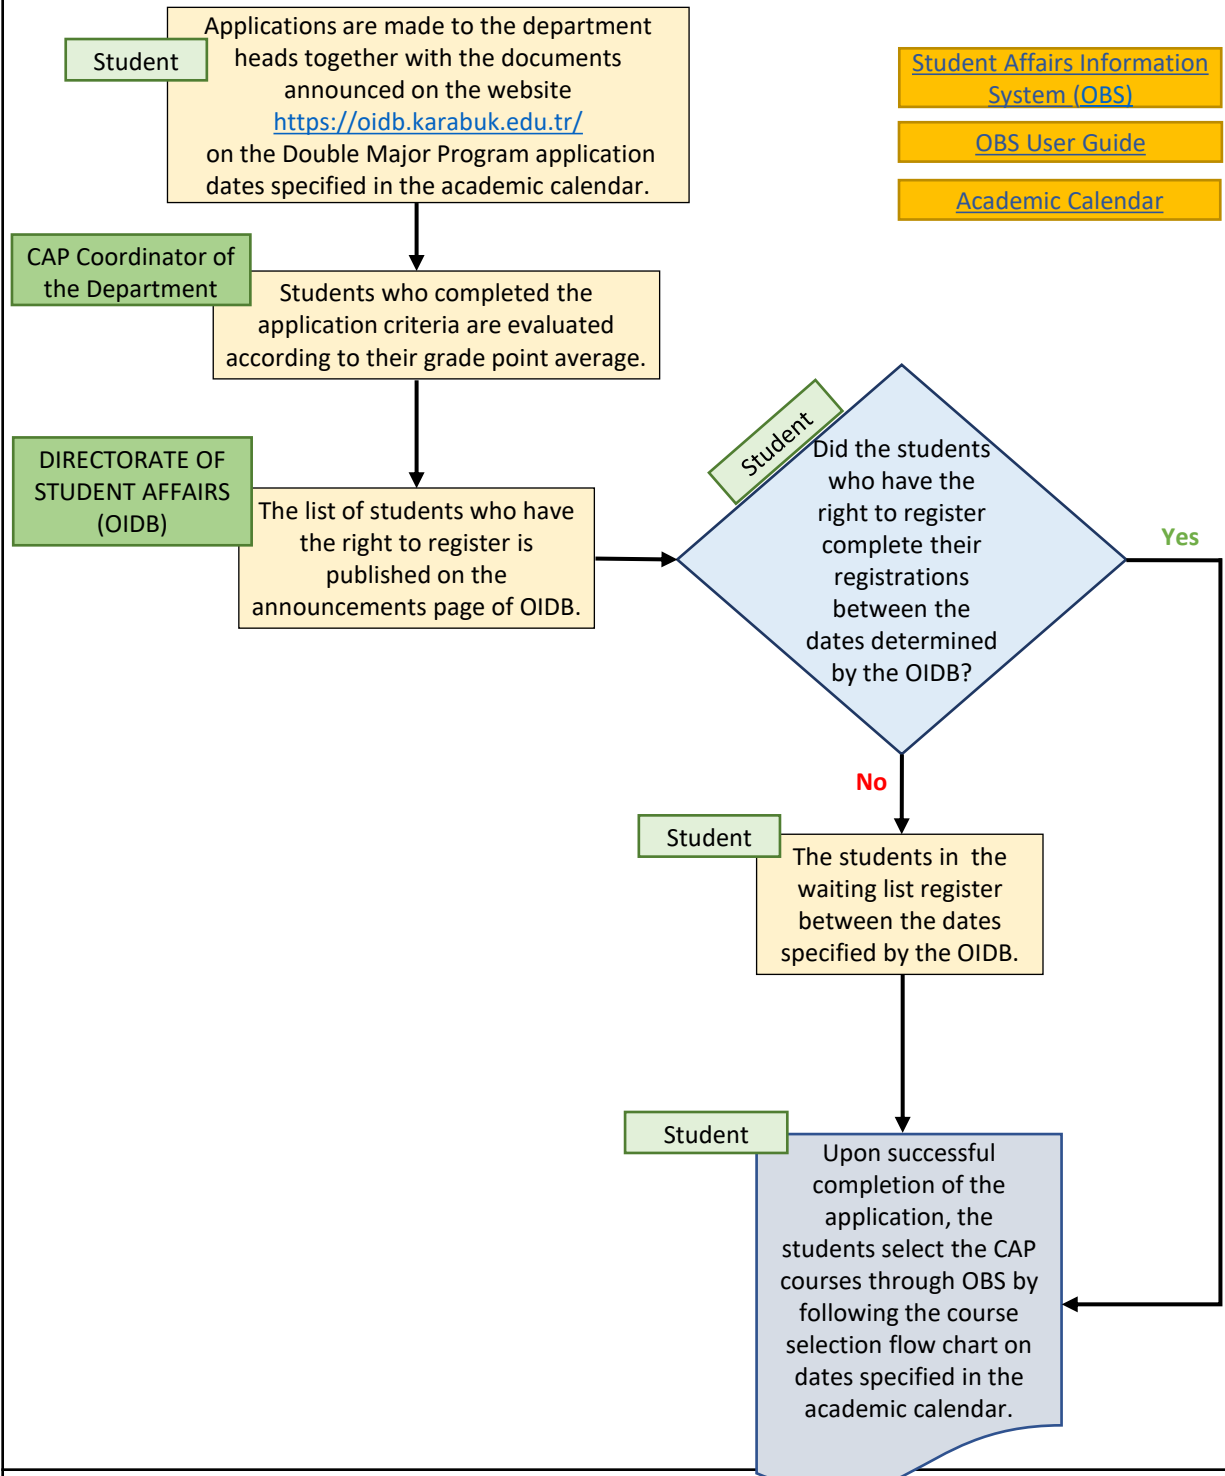 Student
Applications are made to the department
heads together with the documents
announced on the website
https://oidb.karabuk.edu.tr/
on the Double Major Program application
dates specified in the academic calendar.
Student Affairs Information
System (OBS)
OBS User Guide
Academic Calendar
CAP Coordinator of
the Department
Students who completed the
application criteria are evaluated
according to their grade point average.
DIRECTORATE OF
STUDENT AFFAIRS
(OIDB)
The list of students who have
the right to register is
published on the
announcements page of OIDB.
Student
Did the students
who have the
right to register
complete their
registrations
between the
dates determined
by the OIDB?
Yes
No
Student
The students in  the
waiting list register
between the dates
specified by the OIDB.
Student
Upon successful
completion of the
application, the
students select the CAP
courses through OBS by
following the course
selection flow chart on
dates specified in the
academic calendar.